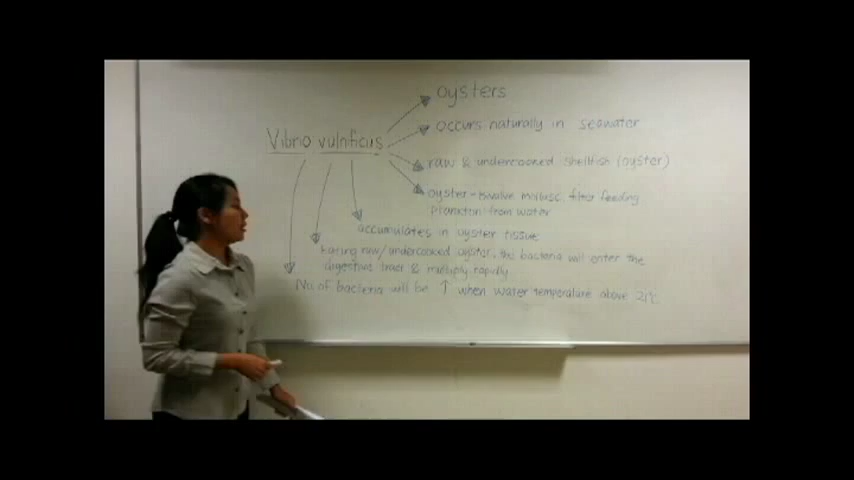 oysters
occurs naturally in seawater
Vibrio vulnificus
raw & undercooked shellfish (oyster)
oyster - bivalve mollusc, filter feeding
plankton from water
accumulates in oyster tissue
Eating raw/undercooked oyster, the bacteria will enter the
digestive tract & multiply rapidly
No. of bacteria will be ↑ when water temperature above 21°C